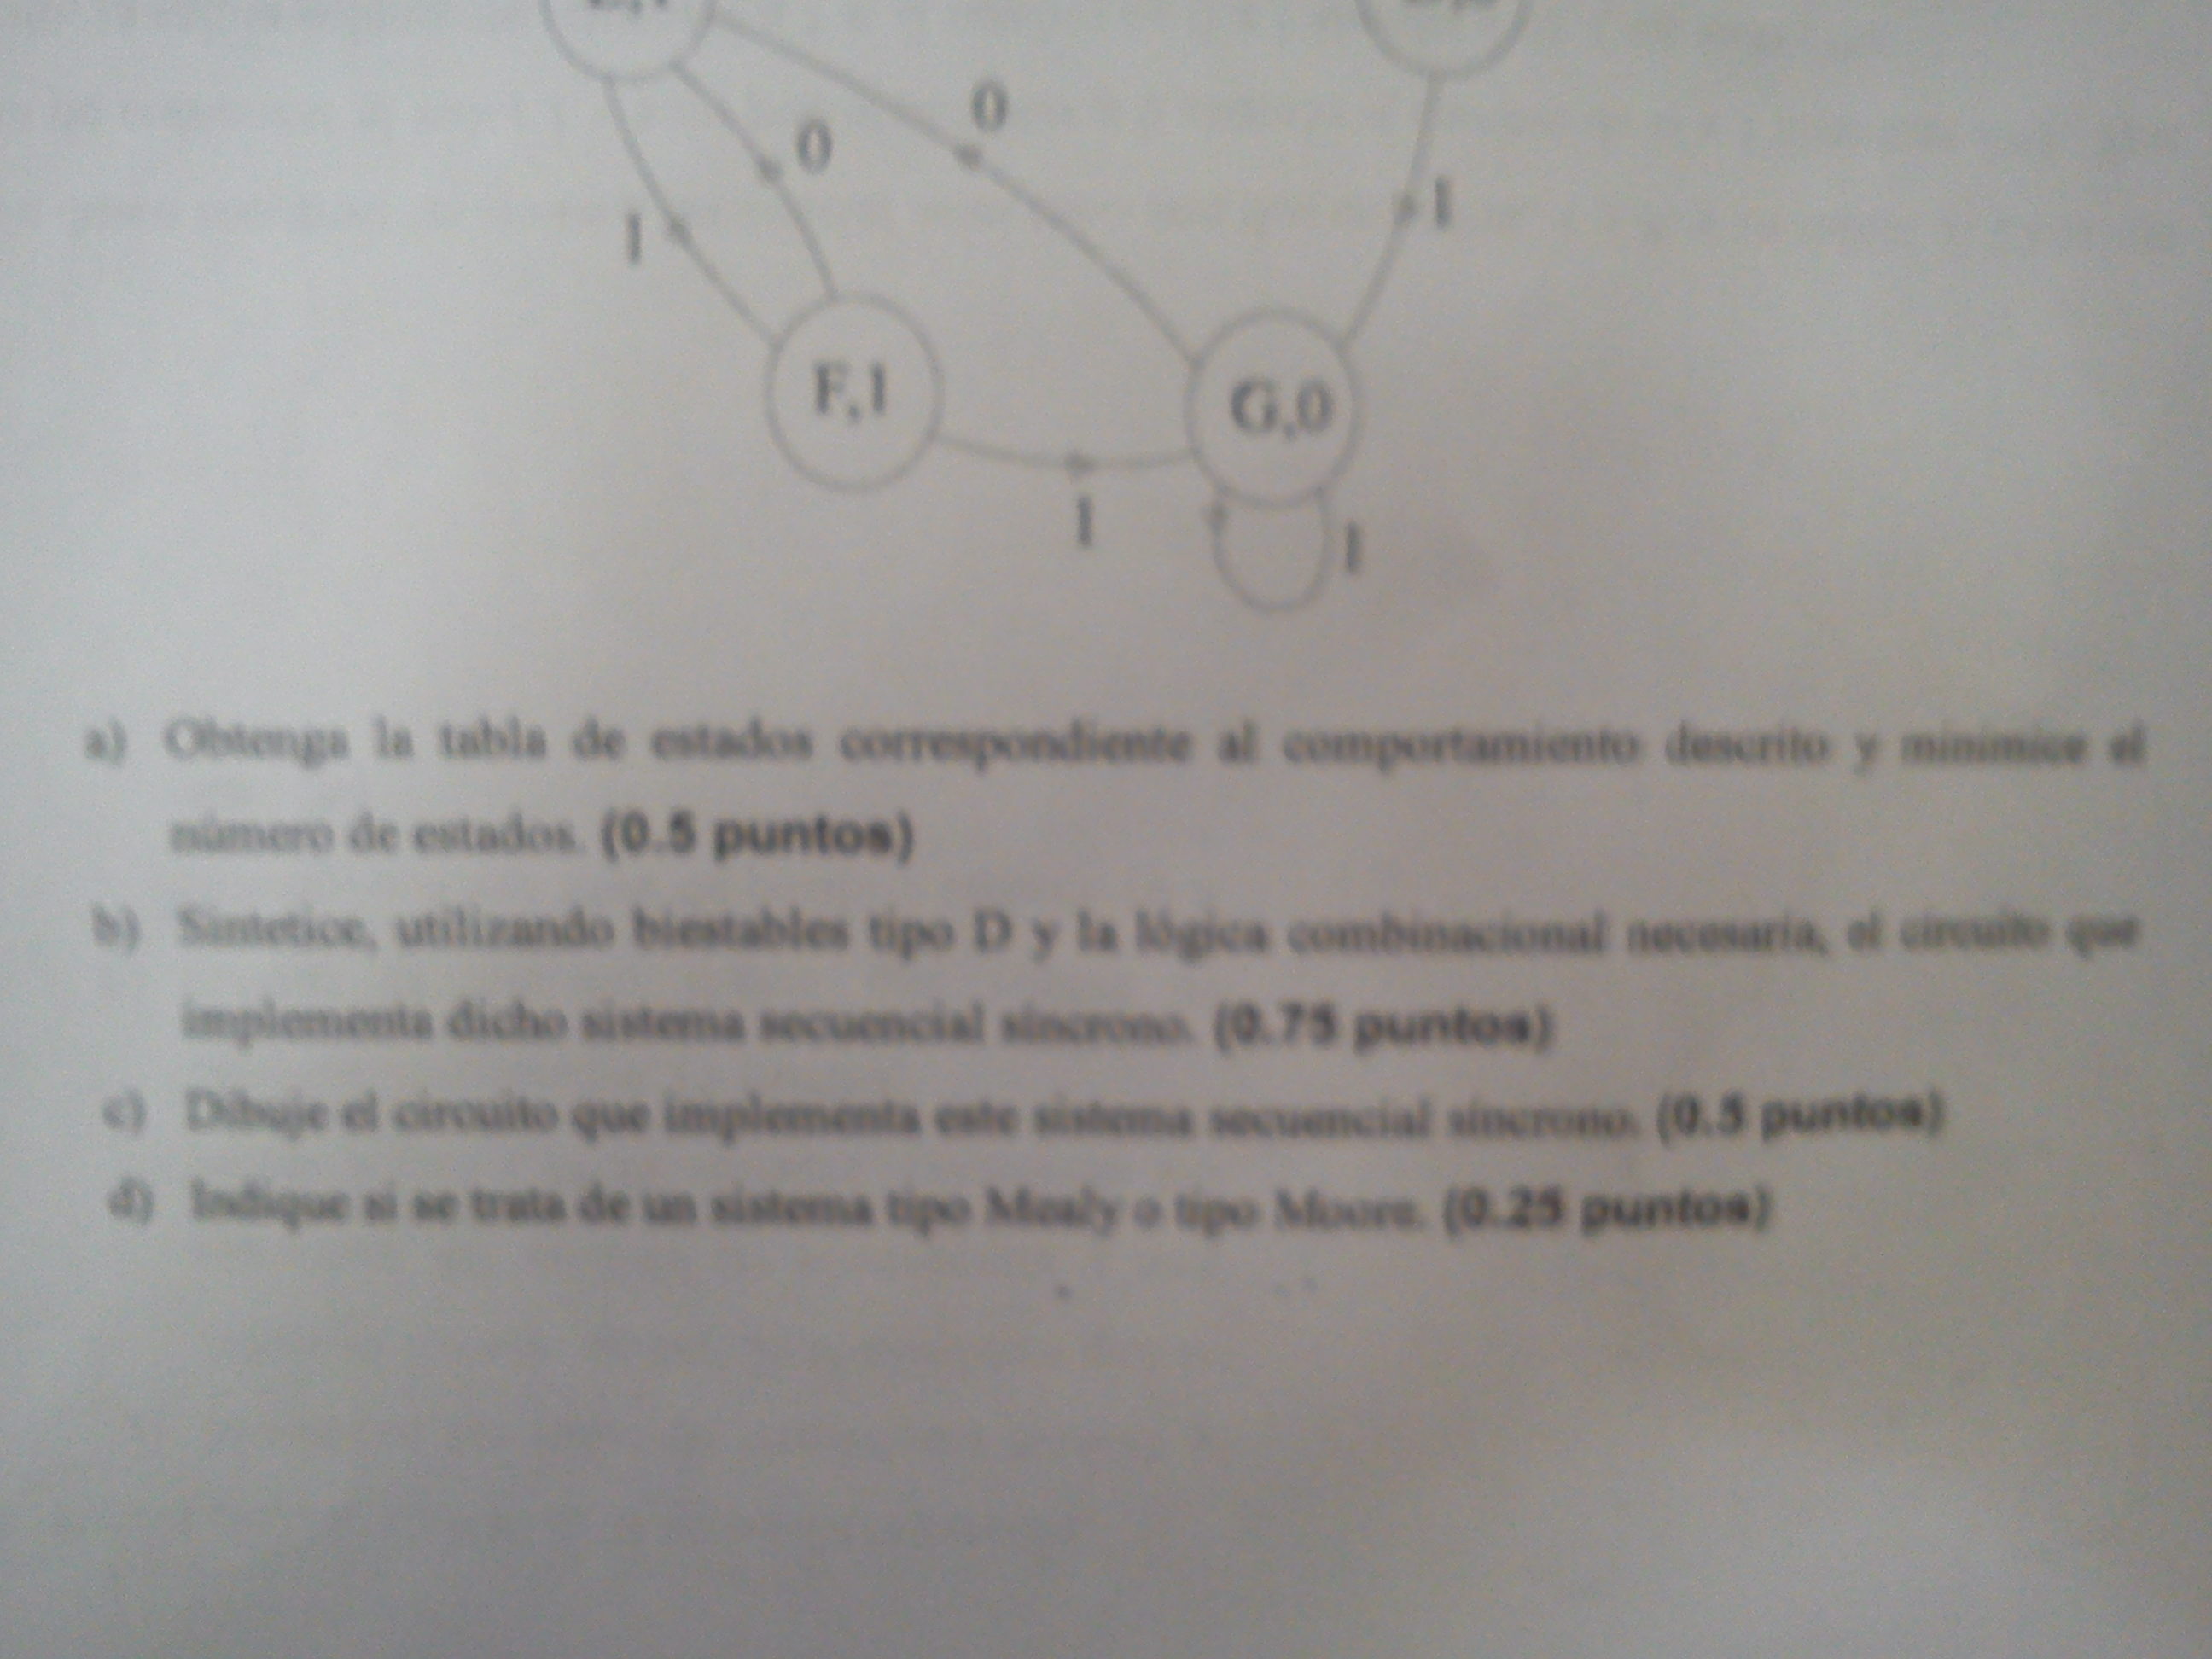 0
0
1
1
F,1
G,0
1
1
a) Obtenga la tabla de estados correspondiente al comportamiento descrito y minimice el
número de estados. (0.5 puntos)
b) Sintetice, utilizando biestables tipo D y la lógica combinacional necesaria, el circuito que
implementa dicho sistema secuencial síncrono. (0.75 puntos)
c) Dibuje el circuito que implementa este sistema secuencial síncrono. (0.5 puntos)
d) Indique si se trata de un sistema tipo Mealy o tipo Moore. (0.25 puntos)